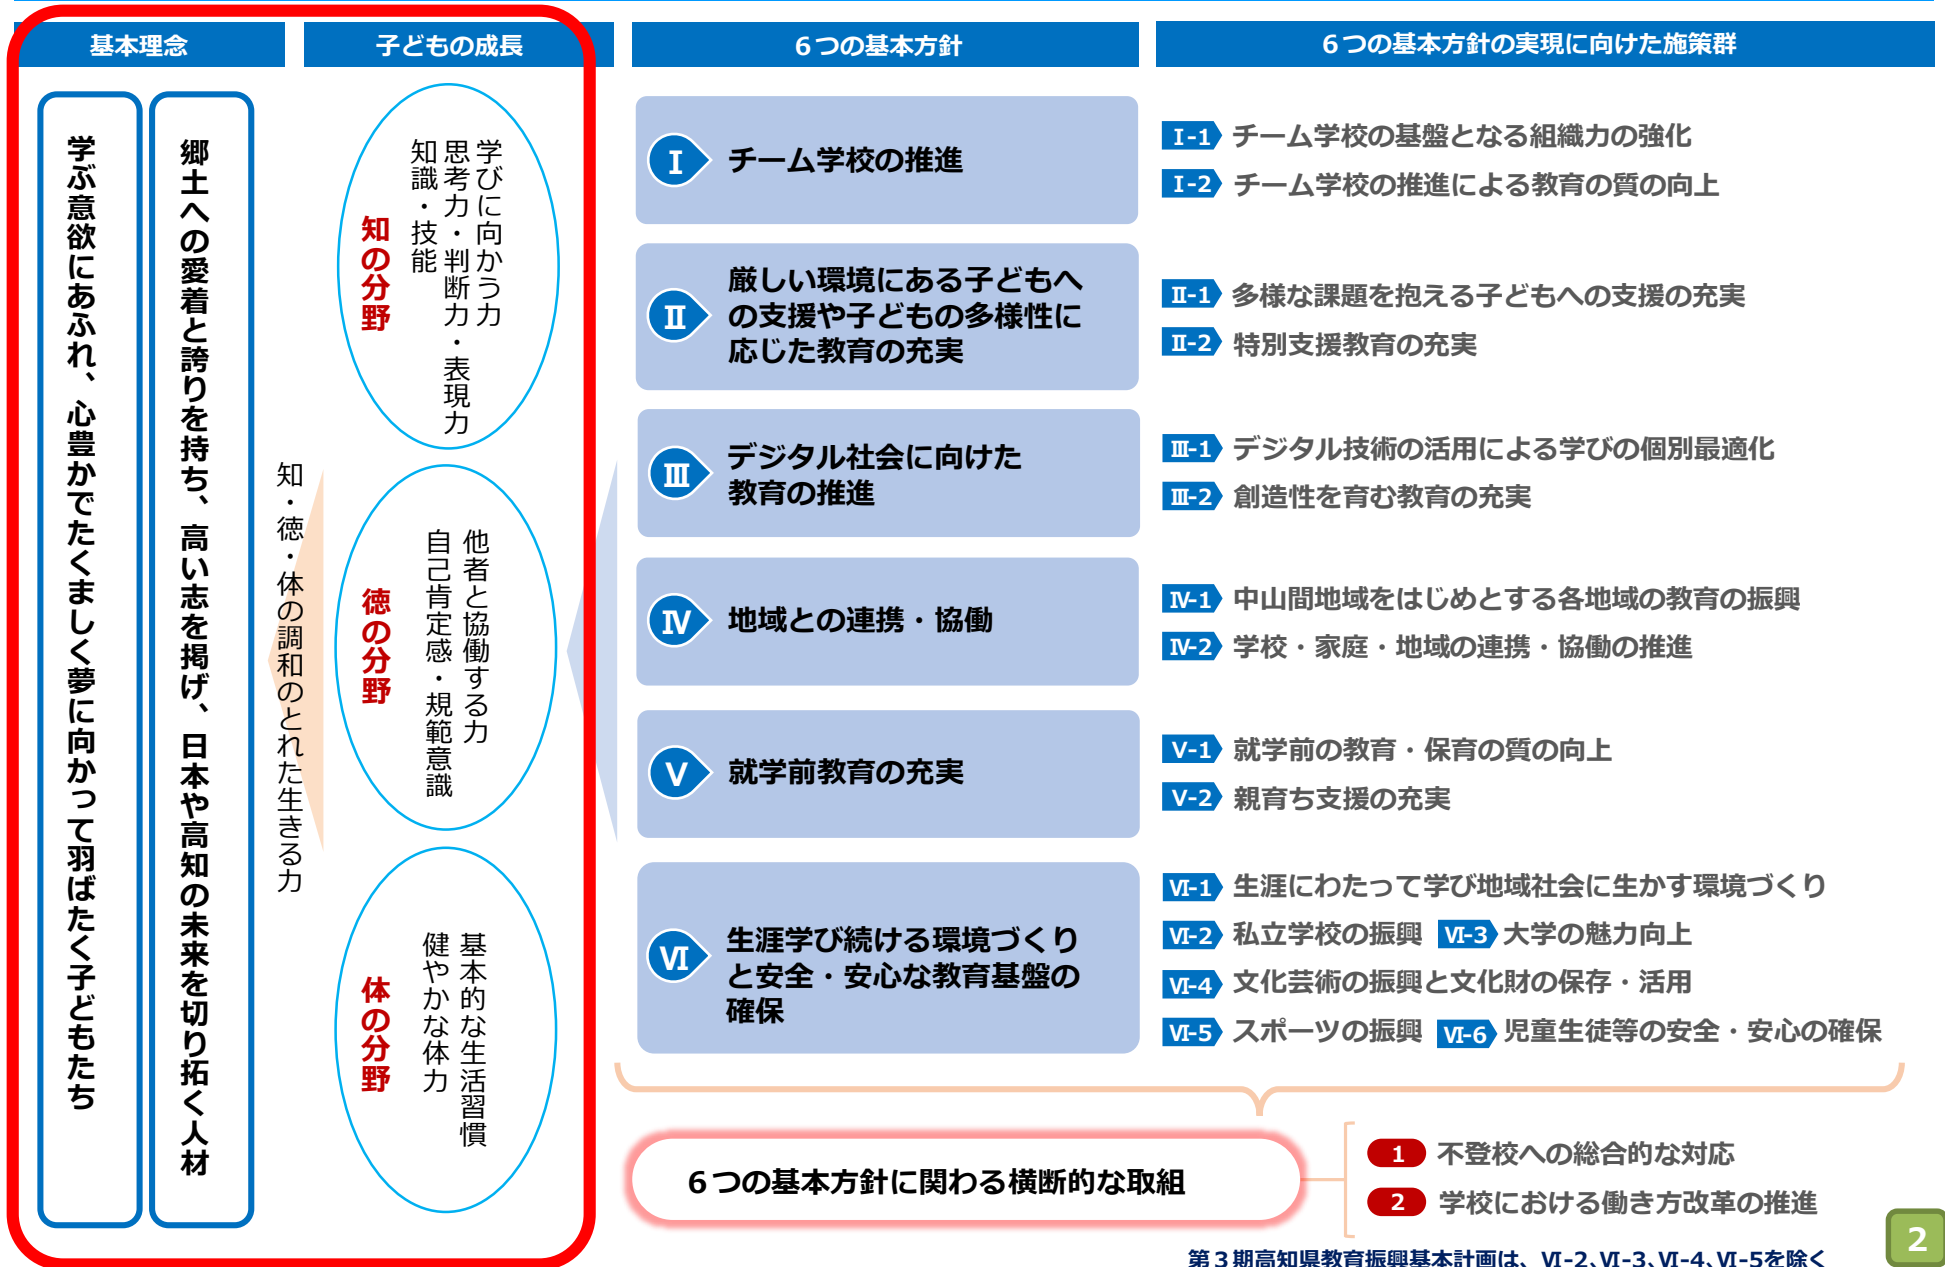 基本理念
子どもの成長
６つの基本方針
６つの基本方針の実現に向けた施策群
郷土への愛着と誇りを持ち、高い志を掲げ、日本や高知の未来を切り拓く人材
学ぶ意欲にあふれ、心豊かでたくましく夢に向かって羽ばたく子どもたち
知・徳・体の調和のとれた生きる力
学びに向かう力
思考力・判断力・表現力
知識・技能
知の分野
他者と協働する力
自己肯定感・規範意識
徳の分野
基本的な生活習慣
健やかな体力
体の分野
Ⅰ チーム学校の推進
Ⅰ-1 チーム学校の基盤となる組織力の強化
Ⅰ-2 チーム学校の推進による教育の質の向上
Ⅱ 厳しい環境にある子どもへ
の支援や子どもの多様性に
応じた教育の充実
Ⅱ-1 多様な課題を抱える子どもへの支援の充実
Ⅱ-2 特別支援教育の充実
Ⅲ デジタル社会に向けた
教育の推進
Ⅲ-1 デジタル技術の活用による学びの個別最適化
Ⅲ-2 創造性を育む教育の充実
Ⅳ 地域との連携・協働
Ⅳ-1 中山間地域をはじめとする各地域の教育の振興
Ⅳ-2 学校・家庭・地域の連携・協働の推進
Ⅴ 就学前教育の充実
Ⅴ-1 就学前の教育・保育の質の向上
Ⅴ-2 親育ち支援の充実
Ⅵ 生涯学び続ける環境づくり
と安全・安心な教育基盤の
確保
Ⅵ-1 生涯にわたって学び地域社会に生かす環境づくり
Ⅵ-2 私立学校の振興 Ⅵ-3 大学の魅力向上
Ⅵ-4 文化芸術の振興と文化財の保存・活用
Ⅵ-5 スポーツの振興 Ⅵ-6 児童生徒等の安全・安心の確保
６つの基本方針に関わる横断的な取組
1 不登校への総合的な対応
2 学校における働き方改革の推進
第３期高知県教育振興基本計画は、Ⅵ-2、Ⅵ-3、Ⅵ-4、Ⅵ-5を除く
2